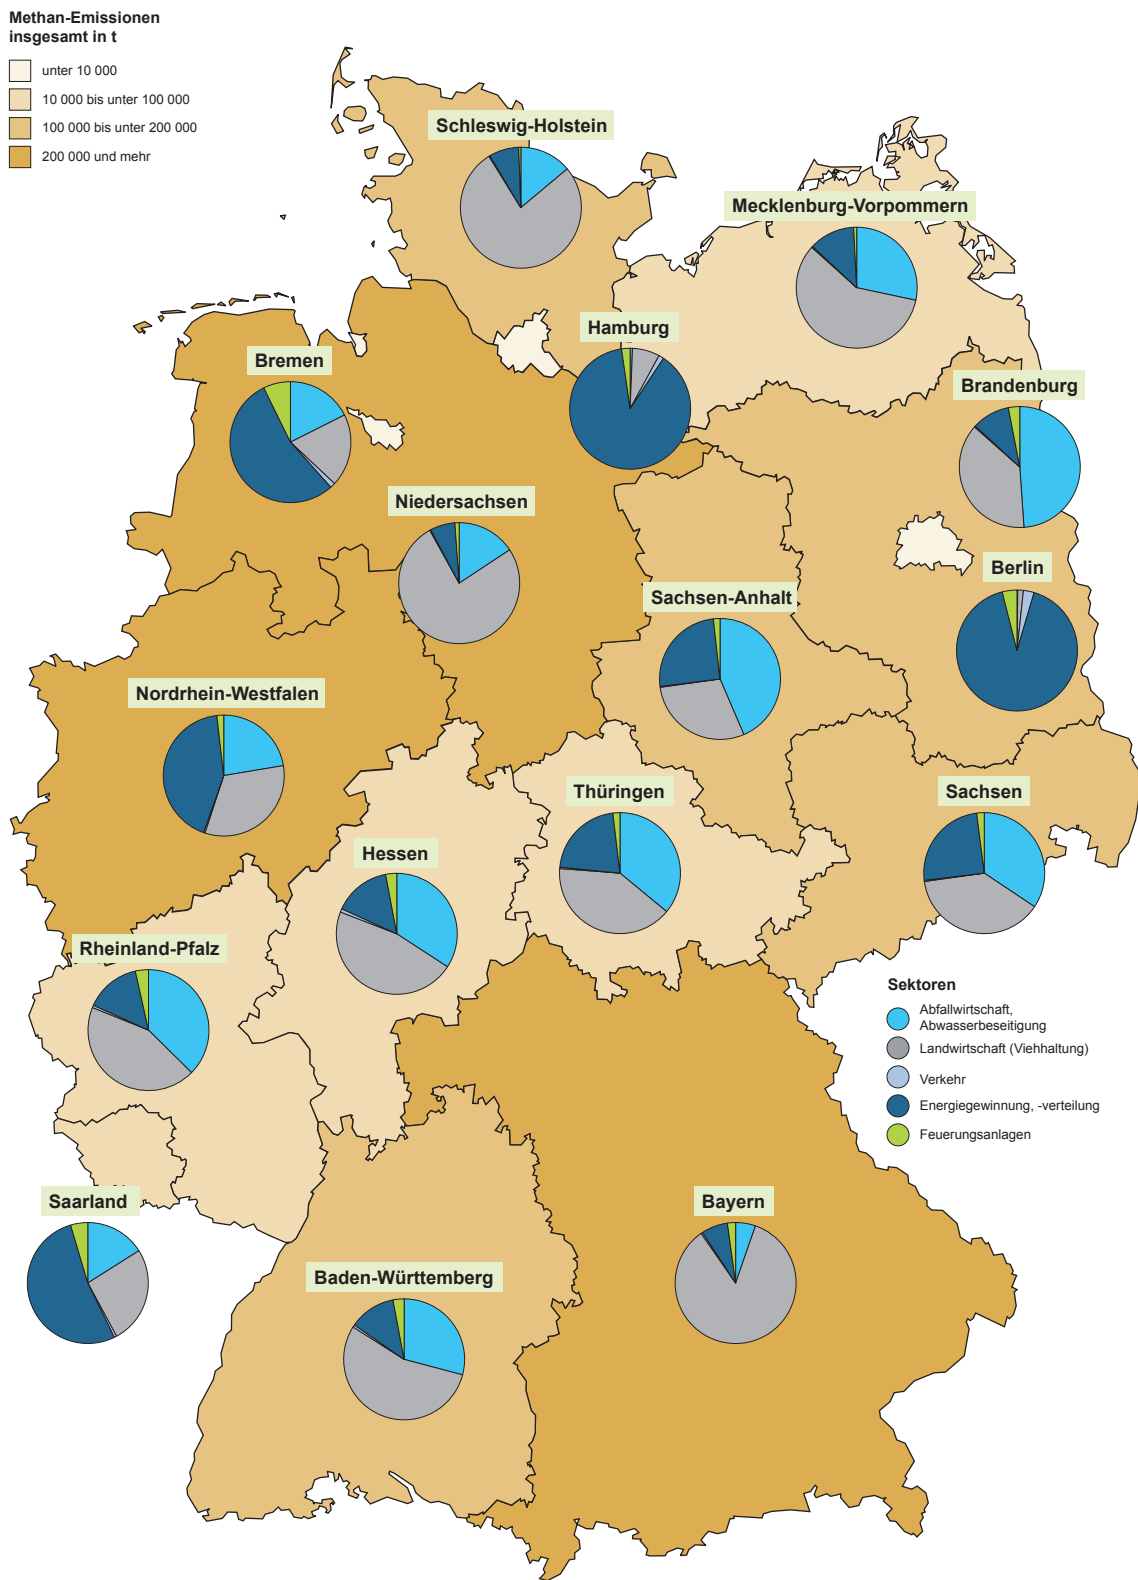 Methan-Emissionen
insgesamt in t
unter 10 000
10 000 bis unter 100 000
100 000 bis unter 200 000
200 000 und mehr
Schleswig-Holstein
Mecklenburg-Vorpommern
Hamburg
Bremen
Brandenburg
Niedersachsen
Berlin
Sachsen-Anhalt
Nordrhein-Westfalen
Thüringen
Sachsen
Hessen
Rheinland-Pfalz
Sektoren
Abfallwirtschaft,
Abwasserbeseitigung
Landwirtschaft (Viehhaltung)
Verkehr
Energiegewinnung, -verteilung
Feuerungsanlagen
Saarland
Bayern
Baden-Württemberg